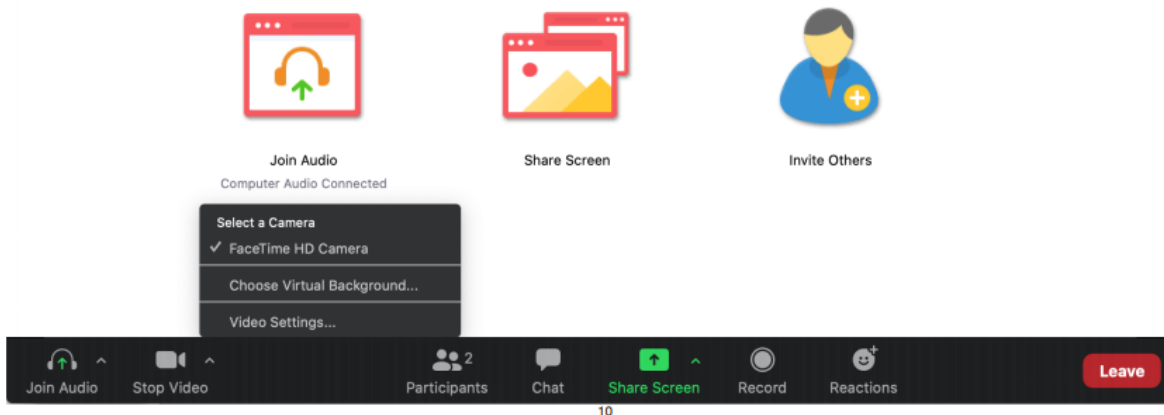 Join Audio
Share Screen
Invite Others
Computer Audio Connected
Select a Camera
✓ FaceTime HD Camera
Choose Virtual Background...
Video Settings...
2
Join Audio
Stop Video
Participants
Chat
Share Screen
Record
Reactions
Leave
10